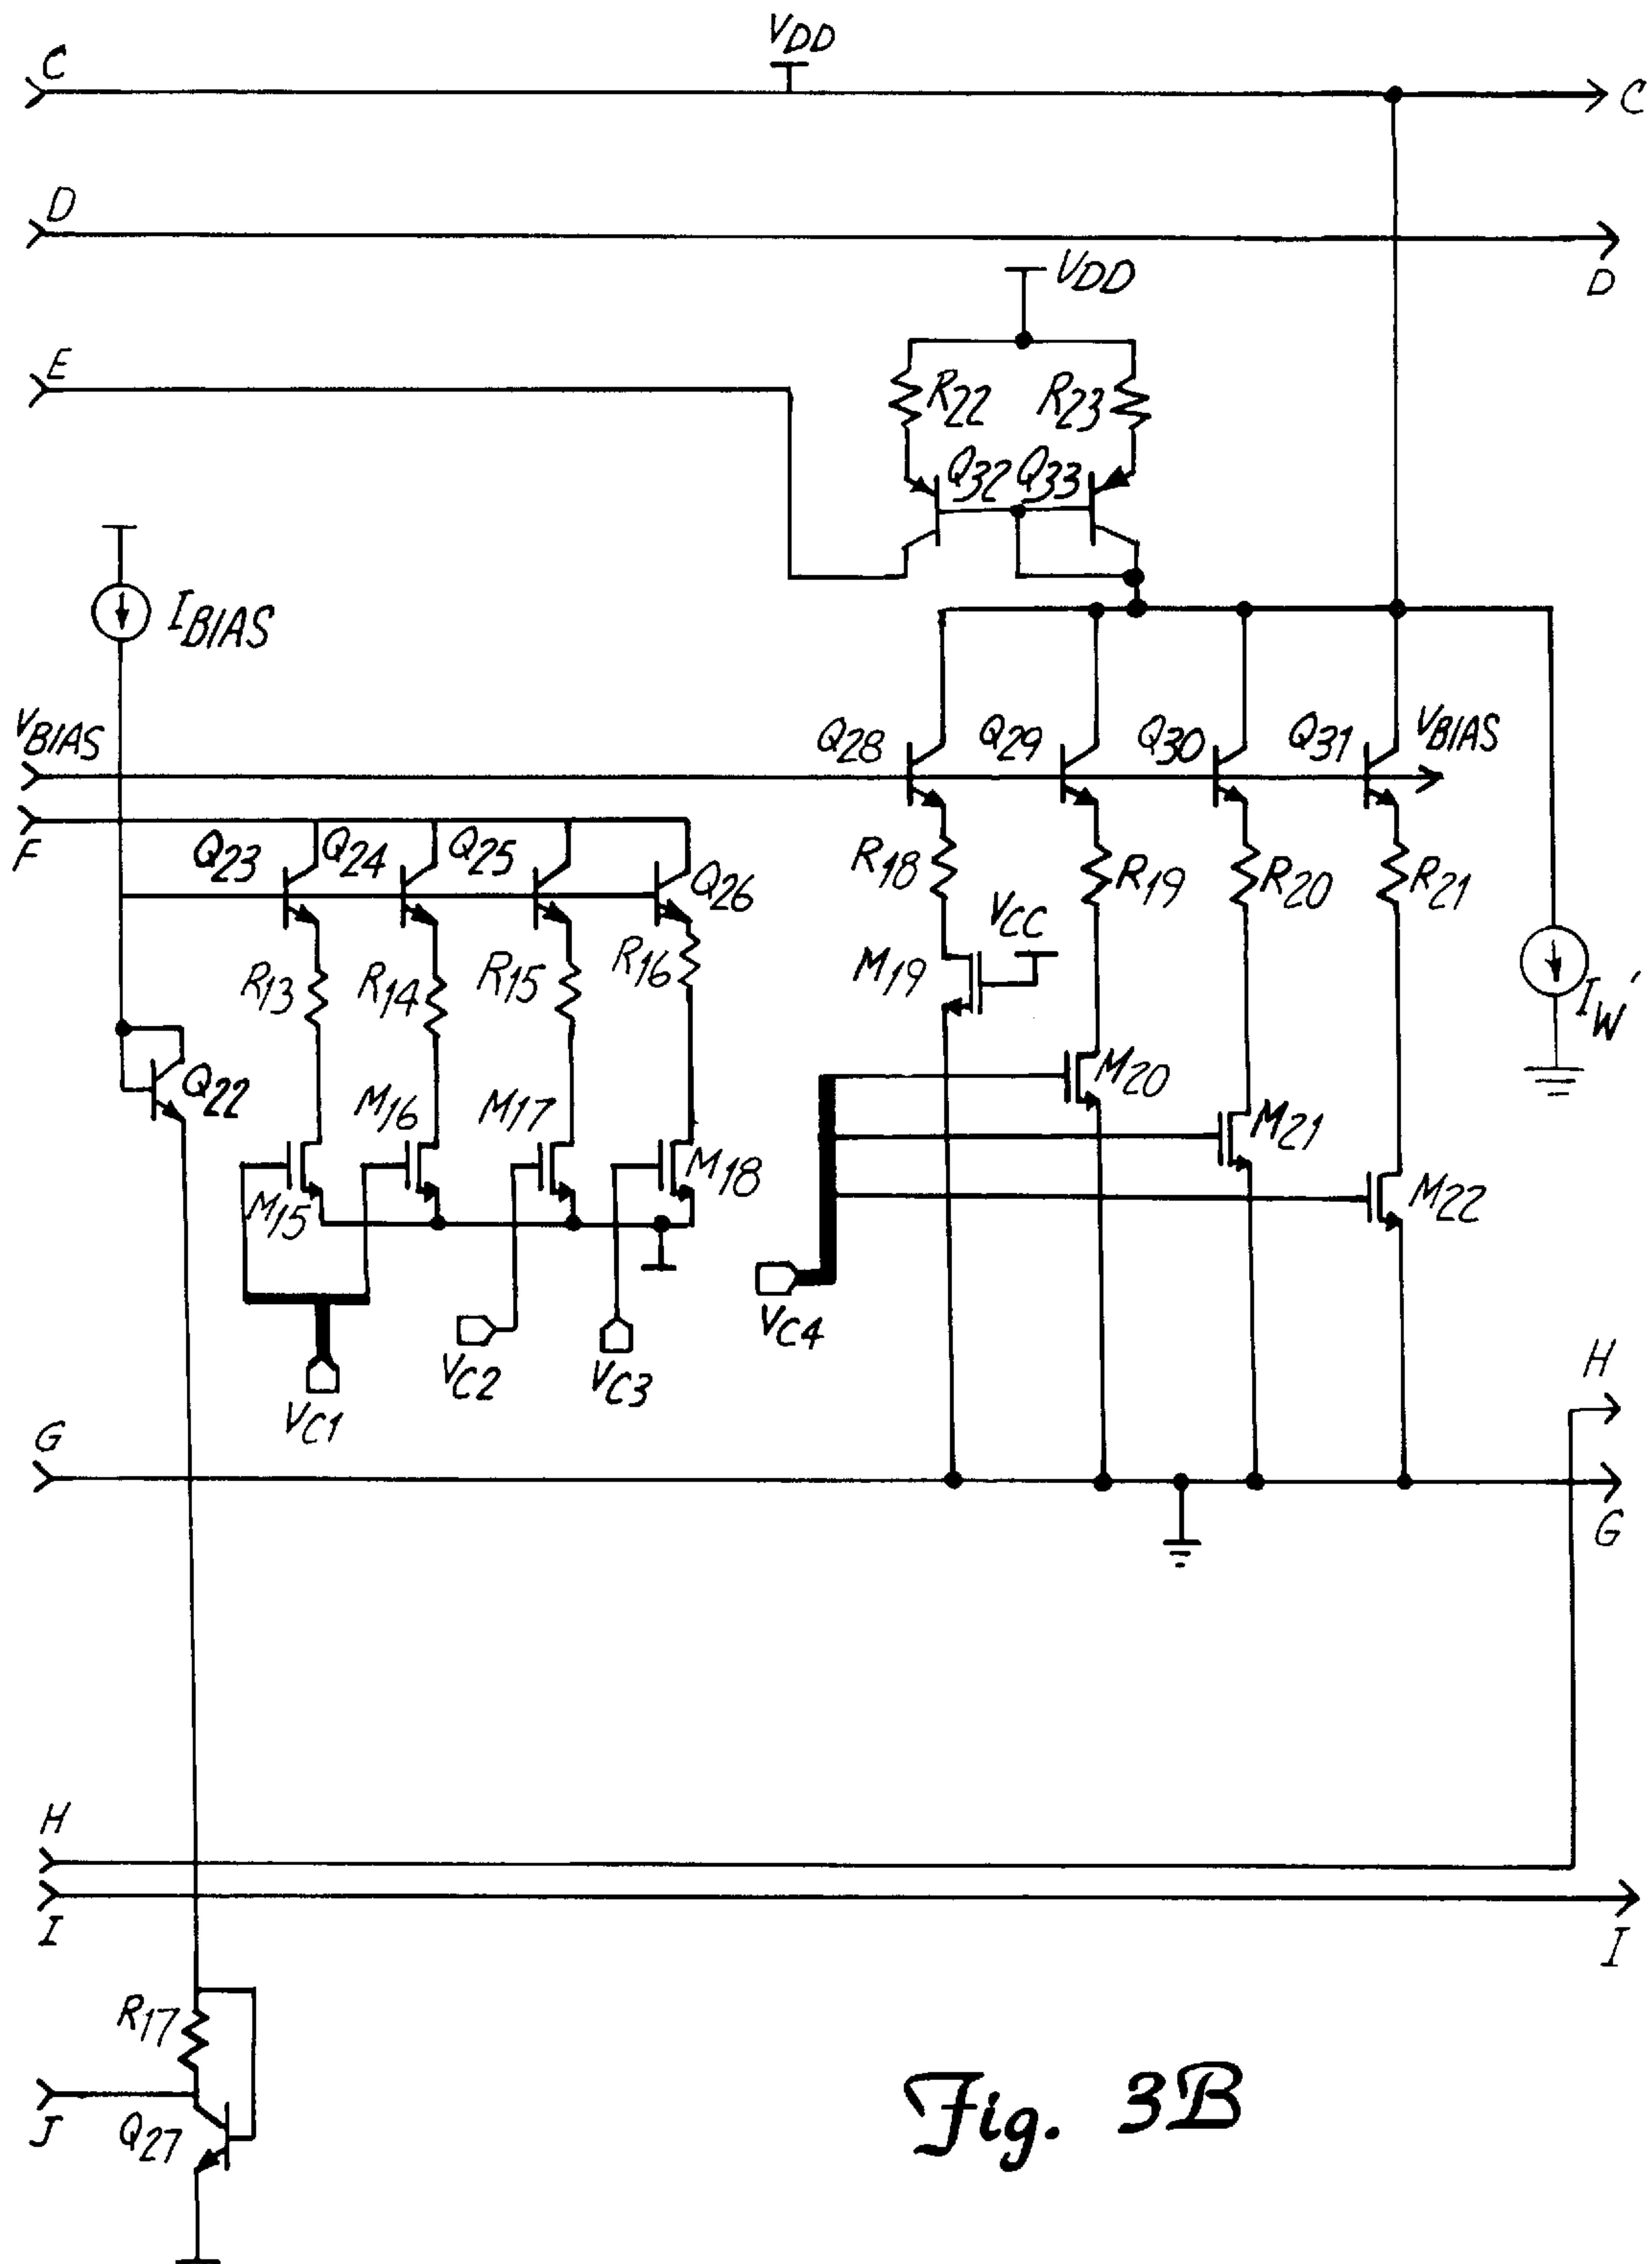 VDD
C
C
D
D
VDD
E
R22
R23
Q32
Q33
IBIAS
VBIAS
Q28
Q29
Q30
Q31
VBIAS
F
Q23
Q24
Q25
Q26
R18
R19
R20
R21
R13
R14
R15
R16
VCC
M19
IW'
Q22
M20
M16
M17
M21
M15
M18
M22
VC4
VC2
VC3
VC1
H
G
G
H
I
I
R17
J
Q27
Fig. 3B